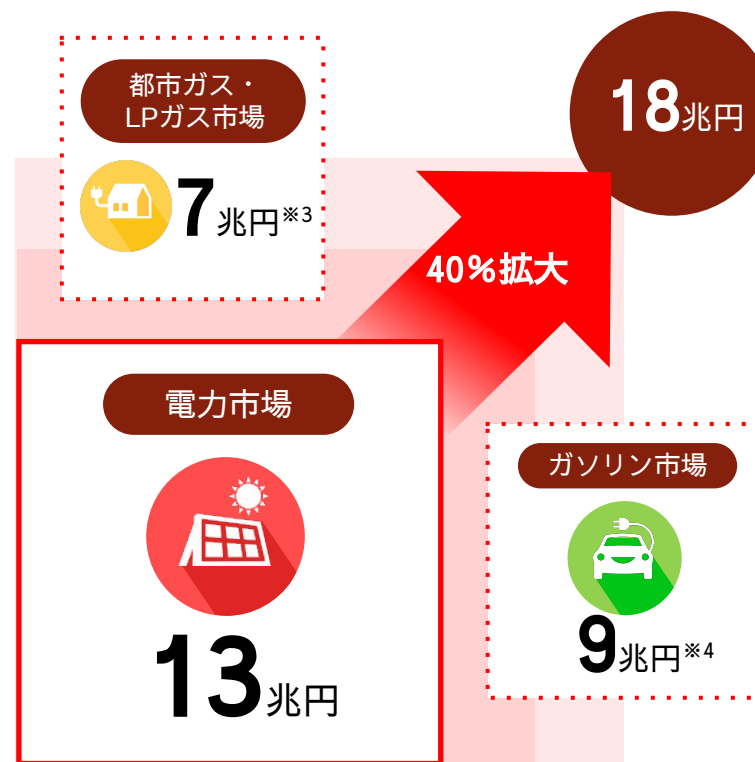 都市ガス・
LPガス市場
7兆円※3
18兆円
40%拡大
電力市場
13兆円
ガソリン市場
9兆円※4